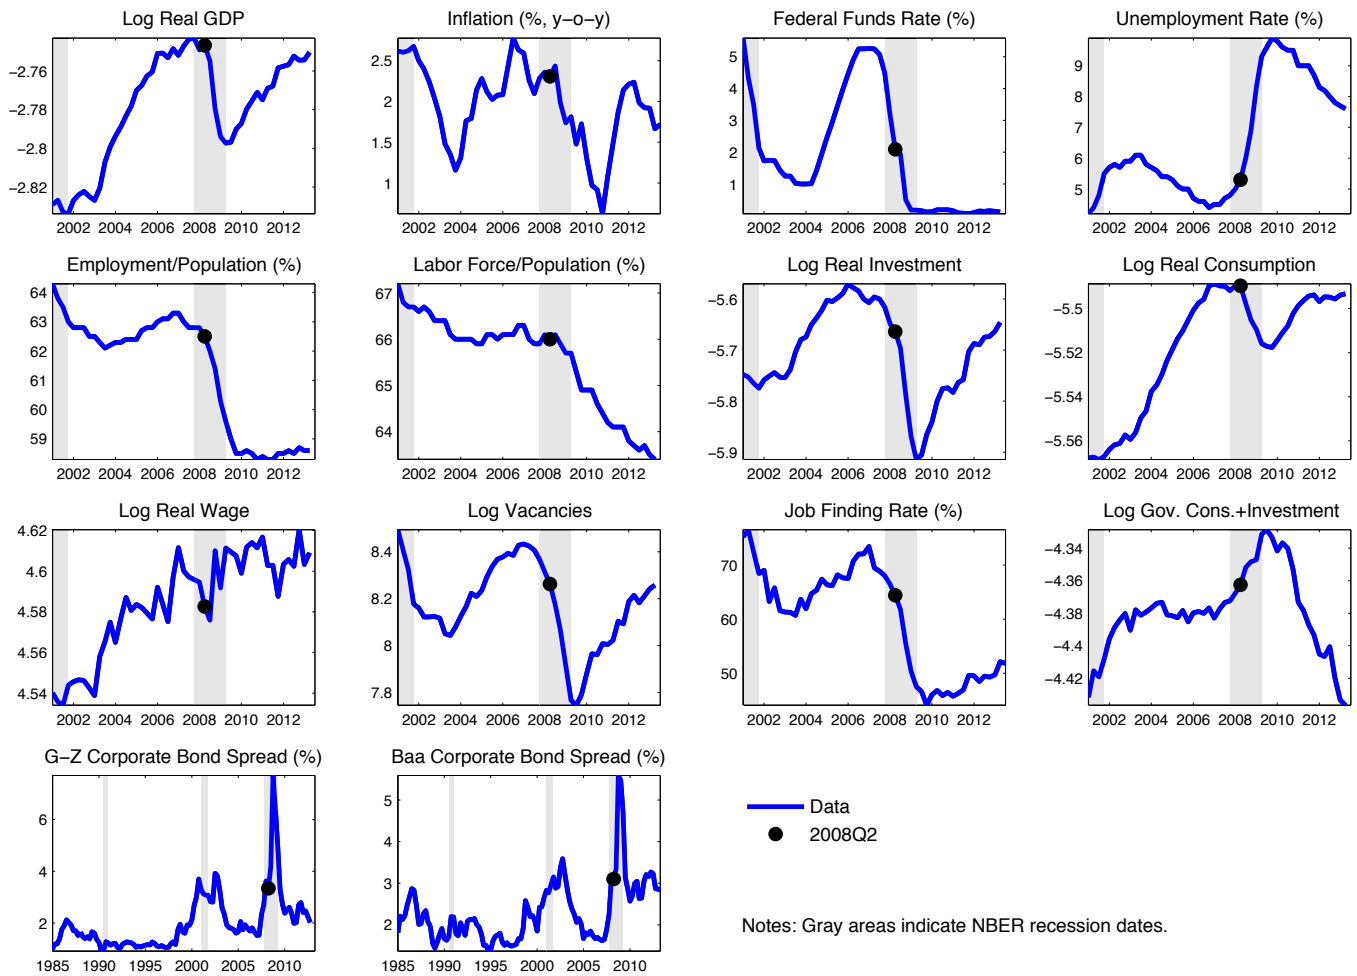 Log Real GDP
−2.76
−2.78
−2.8
−2.82
2002 2004 2006 2008 2010 2012
Inflation (%, y−o−y)
2.5
2
1.5
1
2002 2004 2006 2008 2010 2012
Federal Funds Rate (%)
5
4
3
2
1
2002 2004 2006 2008 2010 2012
Unemployment Rate (%)
9
8
7
6
5
2002 2004 2006 2008 2010 2012
Employment/Population (%)
64
63
62
61
60
59
2002 2004 2006 2008 2010 2012
Labor Force/Population (%)
67
66
65
64
2002 2004 2006 2008 2010 2012
Log Real Investment
−5.6
−5.7
−5.8
−5.9
2002 2004 2006 2008 2010 2012
Log Real Consumption
−5.5
−5.52
−5.54
−5.56
2002 2004 2006 2008 2010 2012
Log Real Wage
4.62
4.6
4.58
4.56
4.54
2002 2004 2006 2008 2010 2012
Log Vacancies
8.4
8.2
8
7.8
2002 2004 2006 2008 2010 2012
Job Finding Rate (%)
70
60
50
2002 2004 2006 2008 2010 2012
Log Gov. Cons.+Investment
−4.34
−4.36
−4.38
−4.4
−4.42
2002 2004 2006 2008 2010 2012
G−Z Corporate Bond Spread (%)
6
4
2
1985 1990 1995 2000 2005 2010
Baa Corporate Bond Spread (%)
5
4
3
2
1985 1990 1995 2000 2005 2010
Data
2008Q2
Notes: Gray areas indicate NBER recession dates.